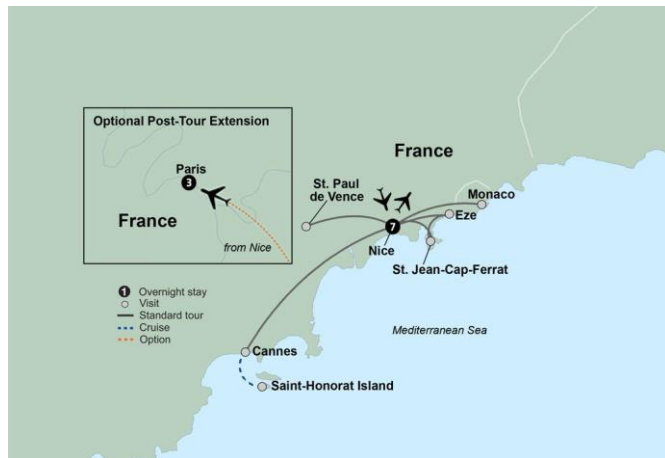 Optional Post-Tour Extension
Paris
3
France
from Nice
France
St. Paul
de Vence
Monaco
Eze
7
Nice
St. Jean-Cap-Ferrat
1 Overnight stay
Visit
Standard tour
Cruise
Option
Mediterranean Sea
Cannes
Saint-Honorat Island